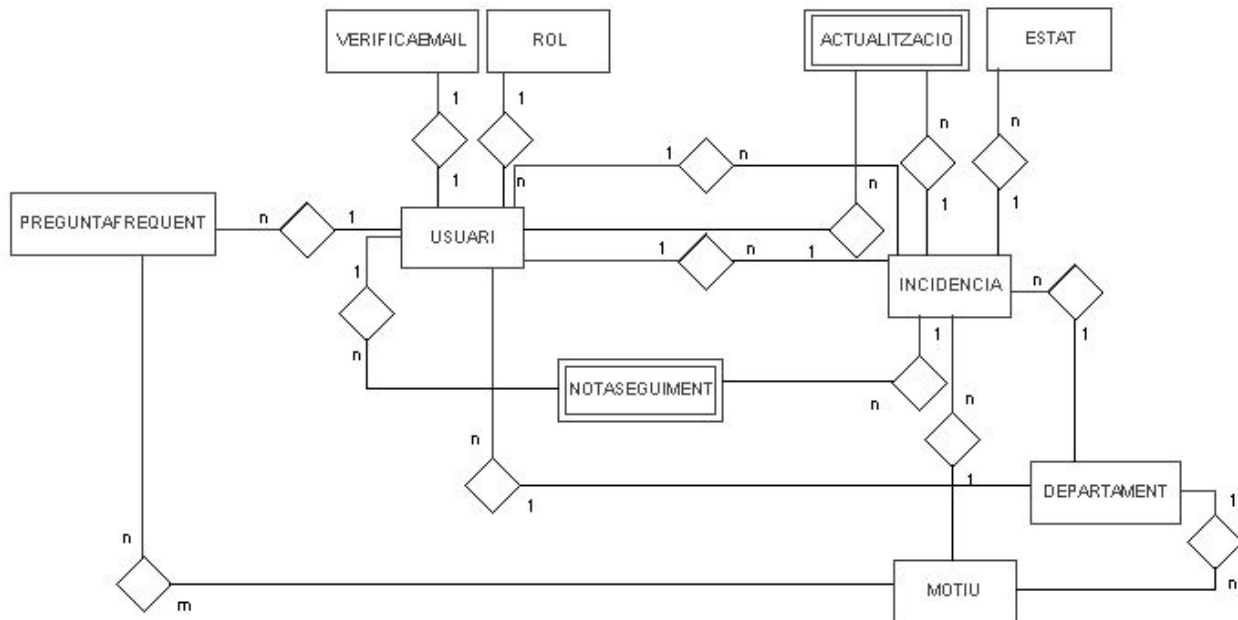 VERIFICAEMAIL
ROL
ACTUALITZACIO
ESTAT
1
1
n
n
1
n
1
1
n
n
1
1
PREGUNTAFREQUENT
n
1
n
USUARI
1
n
1
1
INCIDENCIA
n
1
1
n
NOTASEGUIMENT
n
n
n
1
1
1
DEPARTAMENT
1
n
m
MOTIU
n